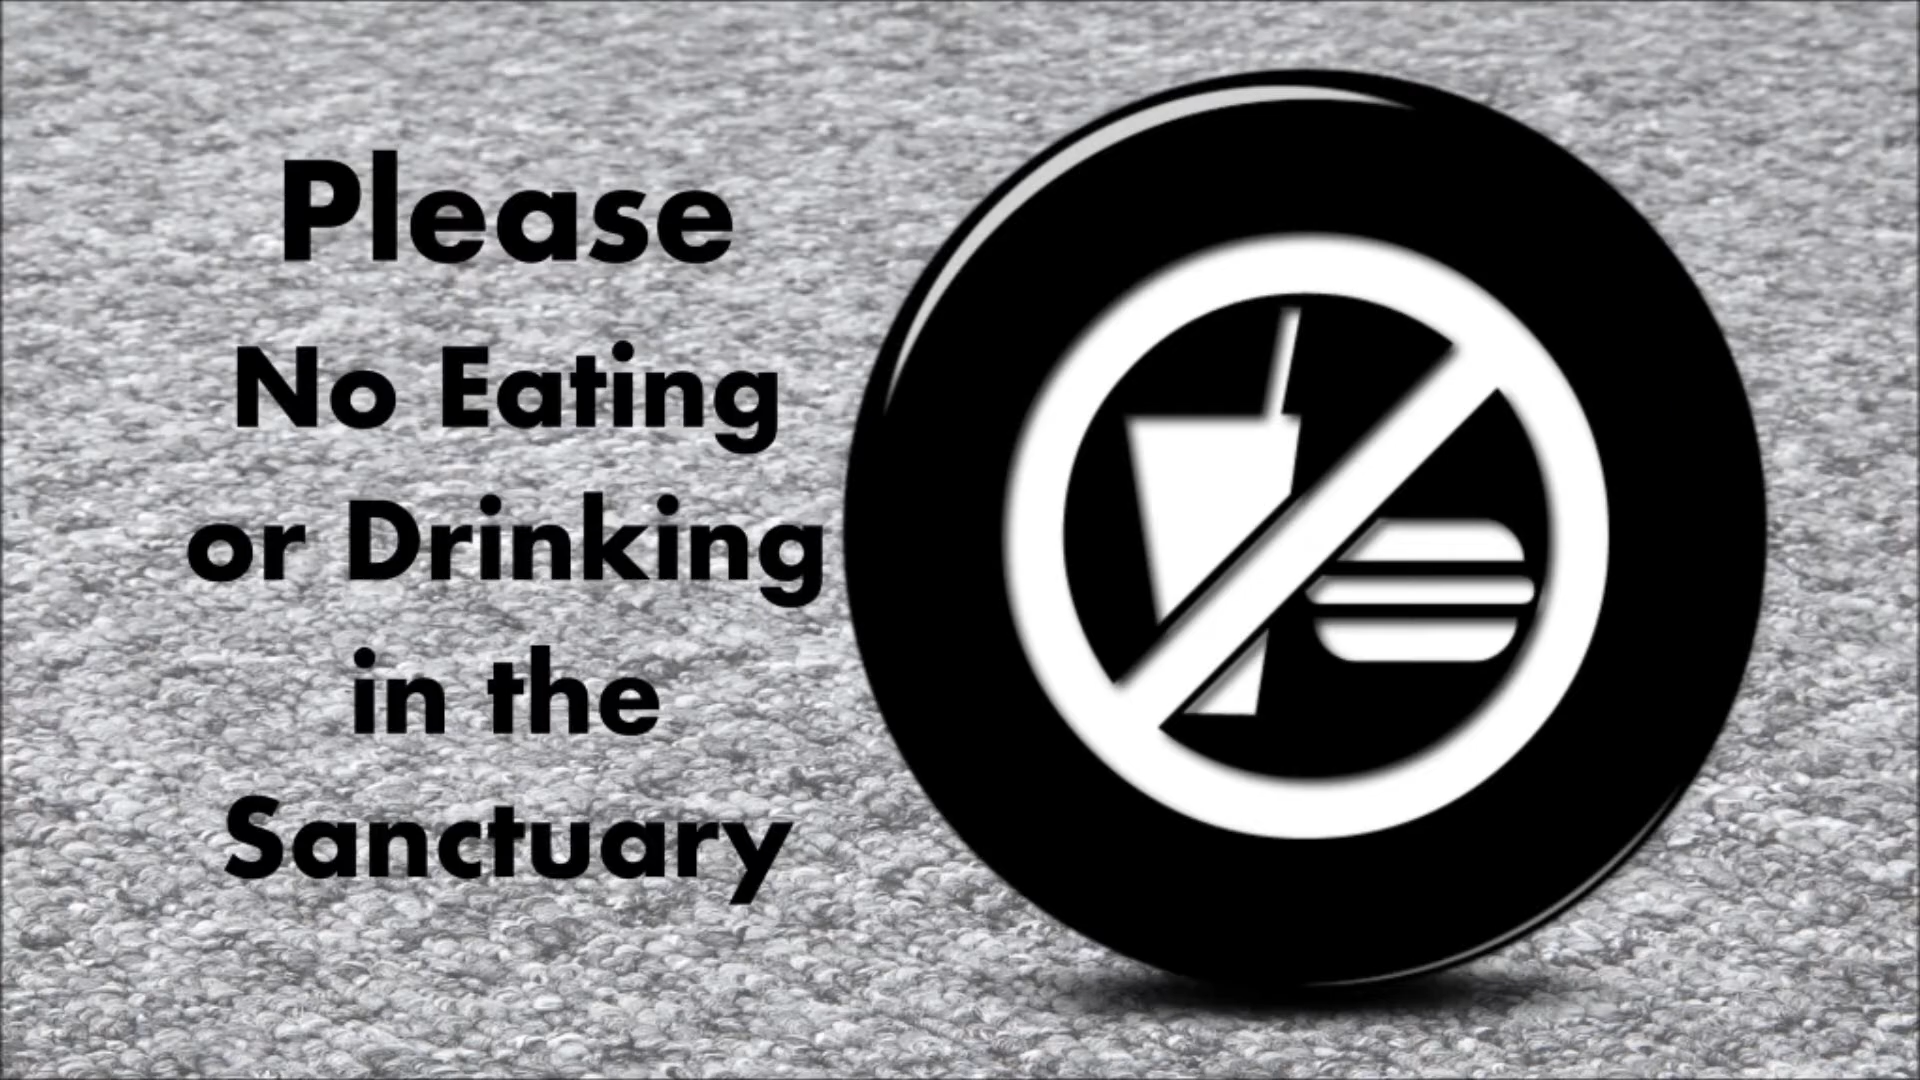 Please
No Eating
or Drinking
in the
Sanctuary